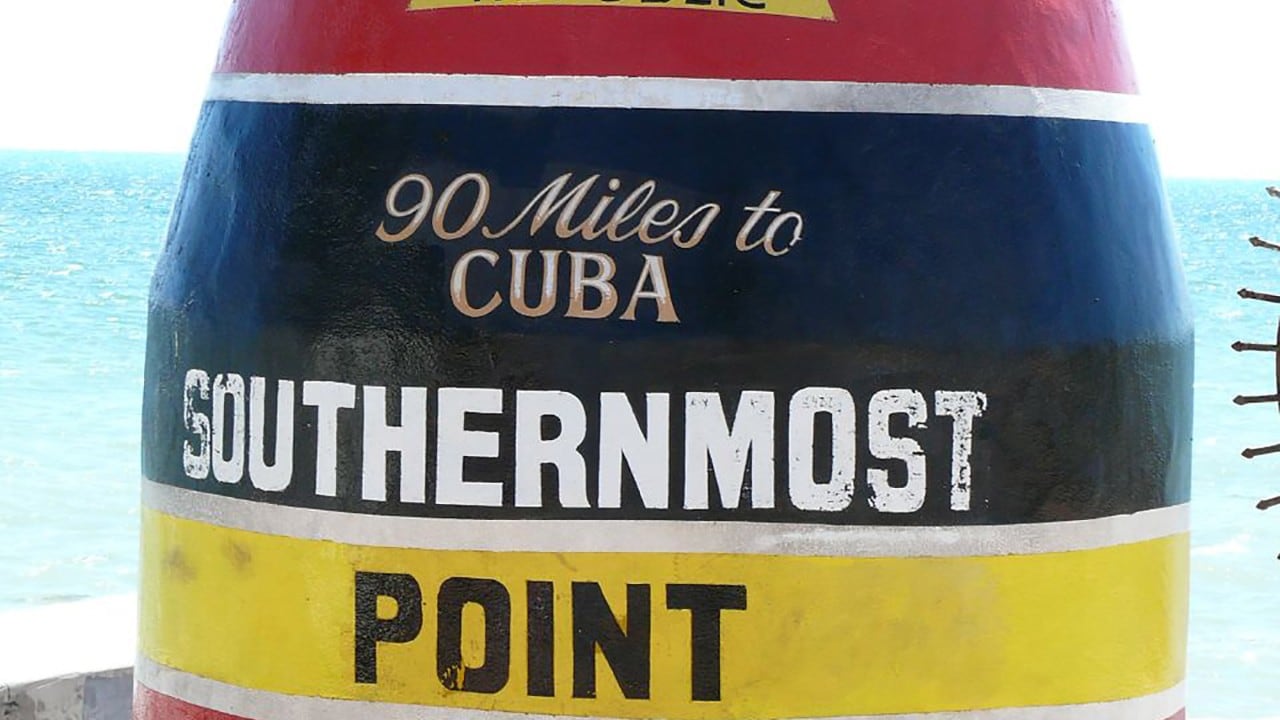 90 Miles to
CUBA
SOUTHERNMOST
POINT